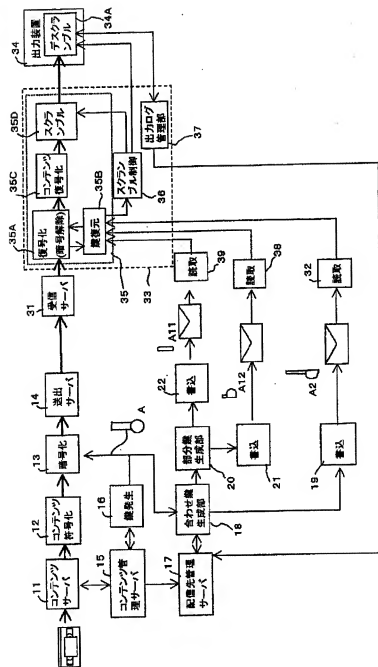 11
コンテンツサーバ
12
コンテンツ符号化
13
暗号化
14
送出サーバ
31
受信サーバ
35A
復号化
(暗号解除)
35C
コンテンツ復号化
35D
スクランブル
34
出力装置
34A
デスクランブル
A
15
コンテンツ管理サーバ
16
鍵発生
35B
鍵復元
35
36
スクランブル制御
33
37
出力ログ管理部
17
配信先管理サーバ
18
合わせ鍵生成部
20
部分鍵生成部
22
書込
A11
39
読取
21
書込
A12
38
読取
19
書込
A2
32
読取